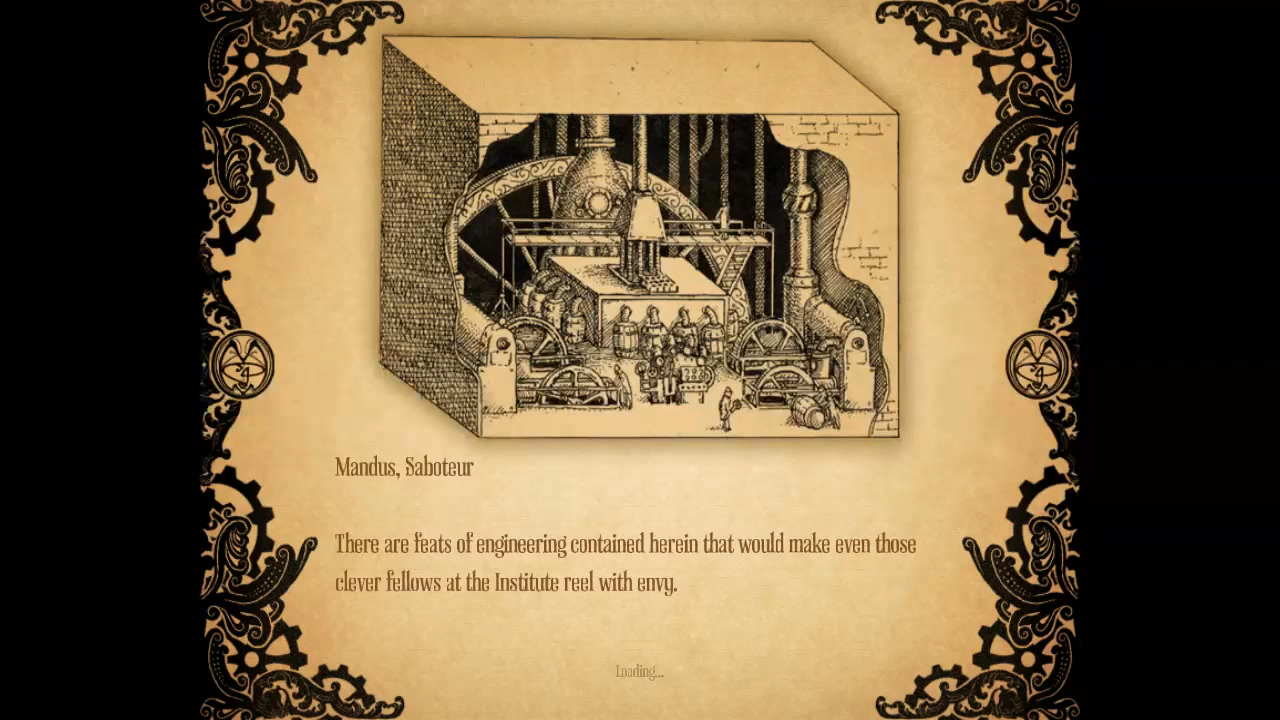 Mandus, Saboteur
There are feats of engineering contained herein that would make even those
clever fellows at the Institute reel with envy.
Loading...